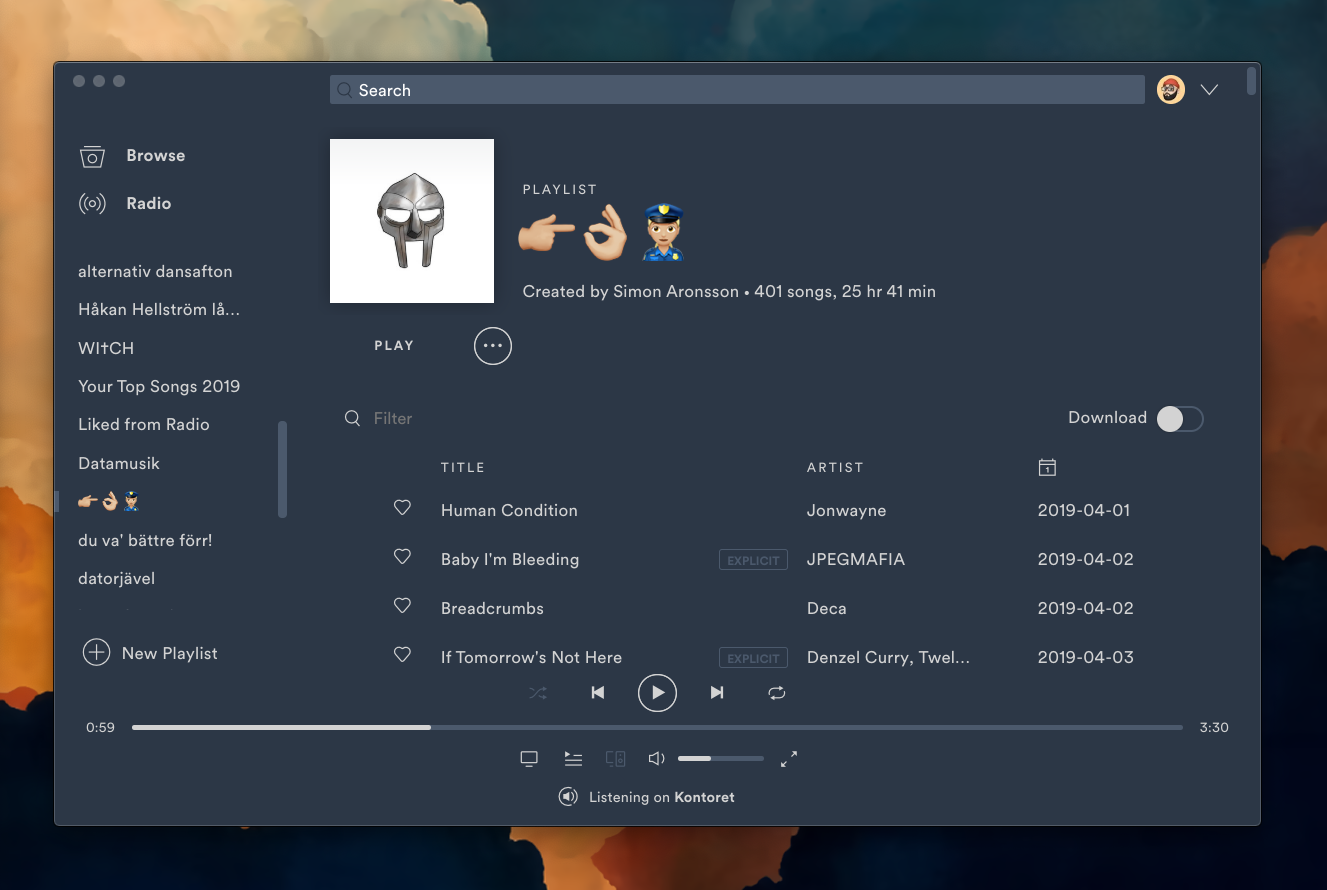 Search
Browse
Radio
alternativ dansafton
Håkan Hellström lå...
WI†CH
Your Top Songs 2019
Liked from Radio
Datamusik
👉🏼👌🏼👮🏼
du va' bättre förr!
datorjävel
New Playlist
PLAYLIST
👉🏼👌🏼👮🏼
Created by Simon Aronsson • 401 songs, 25 hr 41 min
PLAY
Filter
Download
TITLE ARTIST
Human Condition Jonwayne 2019-04-01
Baby I'm Bleeding EXPLICIT JPEGMAFIA 2019-04-02
Breadcrumbs Deca 2019-04-02
If Tomorrow's Not Here EXPLICIT Denzel Curry, Twel... 2019-04-03
0:59 3:30
Listening on Kontoret